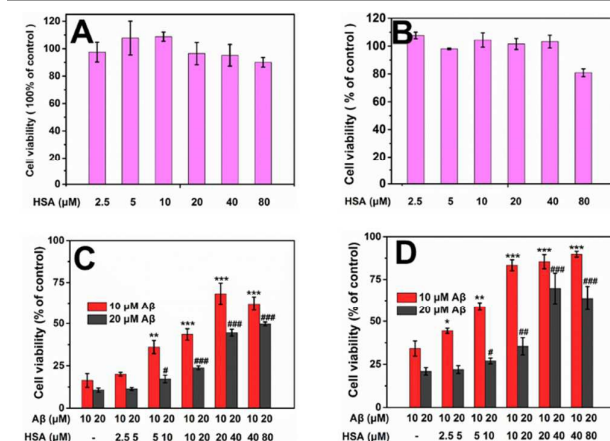 A
Cell viability ( 100% of control )
120
100
80
60
40
20
0
HSA (µM) 2.5 5 10 20 40 80
B
Cell viability ( % of control )
120
100
80
60
40
20
0
HSA (µM) 2.5 5 10 20 40 80
C
Cell viability (% of control)
100
75
50
25
0
10 µM Aβ
20 µM Aβ
** # *** ### *** ### *** ###
Aβ (µM) 10 20 10 20 10 20 10 20 10 20 10 20
HSA (µM) - 2.5 5 5 10 10 20 20 40 40 80
D
Cell viability (% of control)
100
75
50
25
0
10 µM Aβ
20 µM Aβ
* ** # *** ## *** ### *** ###
Aβ (µM) 10 20 10 20 10 20 10 20 10 20 10 20
HSA (µM) - 2.5 5 5 10 10 20 20 40 40 80